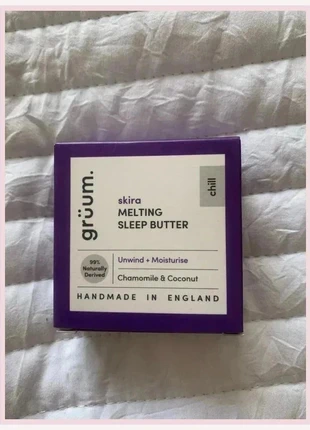 grüum.
skira
MELTING
SLEEP BUTTER
chill
99%
Naturally
Derived
Unwind + Moisturise
Chamomile & Coconut
HANDMADE IN ENGLAND